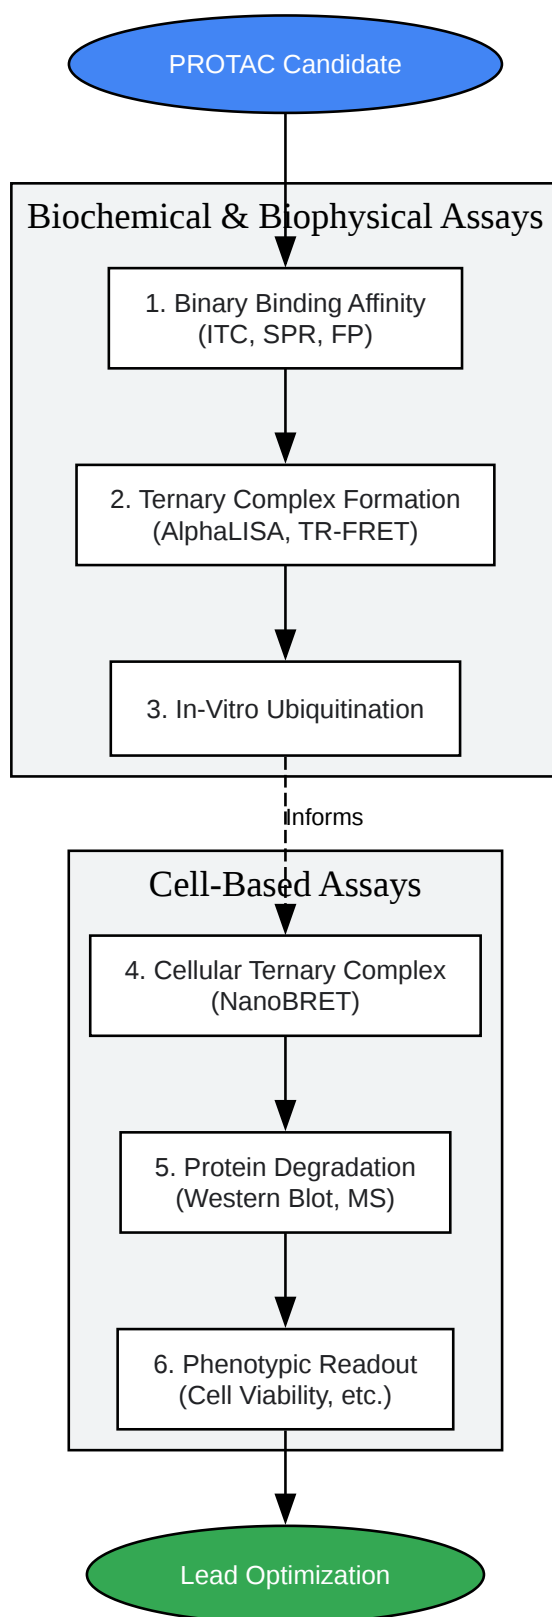 PROTAC Candidate
Biochemical & Biophysical Assays
1. Binary Binding Affinity
(ITC, SPR, FP)
2. Ternary Complex Formation
(AlphaLISA, TR-FRET)
3. In-Vitro Ubiquitination
Informs
Cell-Based Assays
4. Cellular Ternary Complex
(NanoBRET)
5. Protein Degradation
(Western Blot, MS)
6. Phenotypic Readout
(Cell Viability, etc.)
Lead Optimization